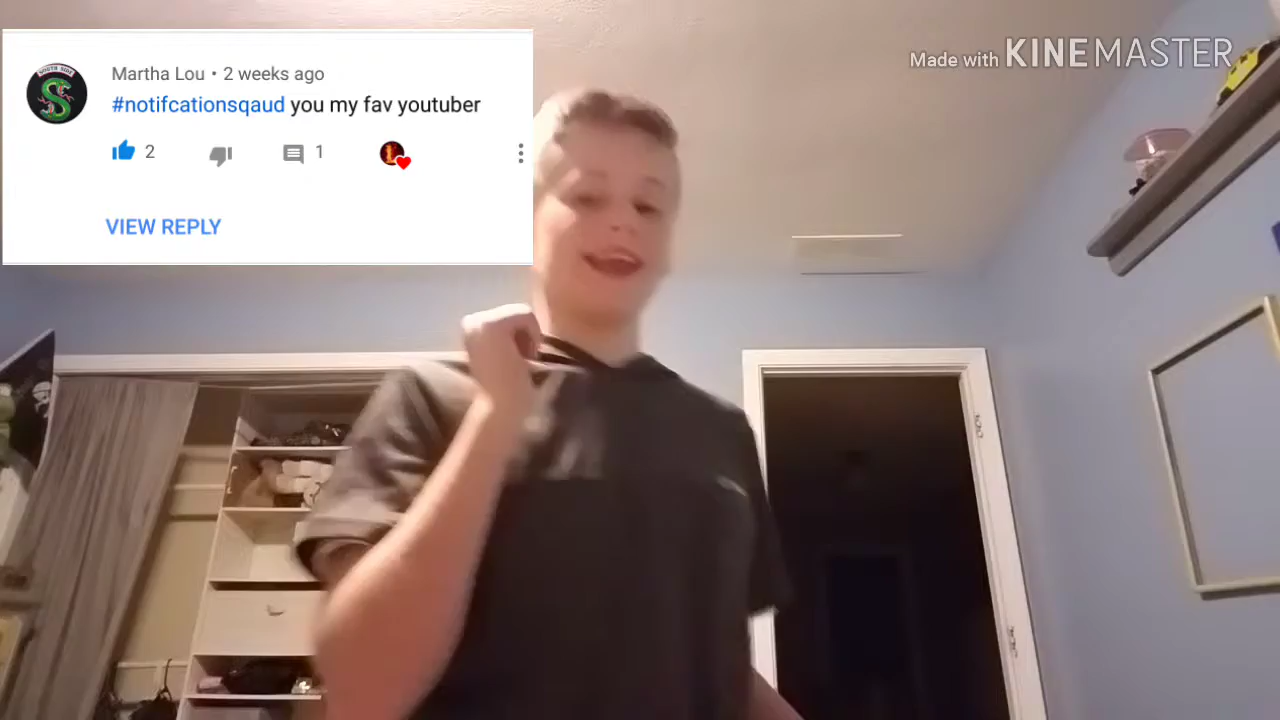 Made with KINEMASTER
Martha Lou • 2 weeks ago
#notifcationsqaud you my fav youtuber
2
1
VIEW REPLY